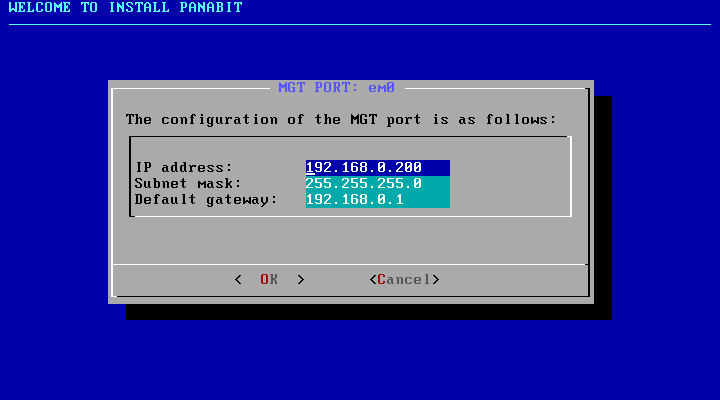 WELCOME TO INSTALL PANABIT
MGT PORT: em0
The configuration of the MGT port is as follows:
IP address: 192.168.0.200
Subnet mask: 255.255.255.0
Default gateway: 192.168.0.1
< OK > <Cancel>